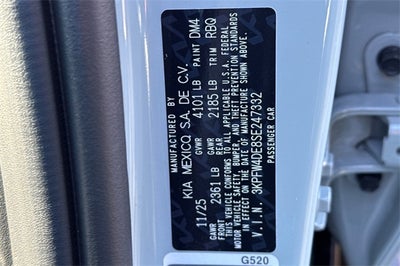 MANUFACTURED BY
KIA MEXICO, S.A. DE C.V.
11/25 GVWR 4101 LB PAINT DM4
GAWR FRONT 2361 LB GAWR REAR 2185 LB TRIM RBQ
THIS VEHICLE CONFORMS TO ALL APPLICABLE U.S.A. FEDERAL
MOTOR VEHICLE SAFETY, BUMPER, AND THEFT PREVENTION STANDARDS
IN EFFECT ON THE DATE OF MANUFACTURE SHOWN ABOVE.
V.I.N. 3KPFM4DE8SE247332
PASSENGER CAR
G520